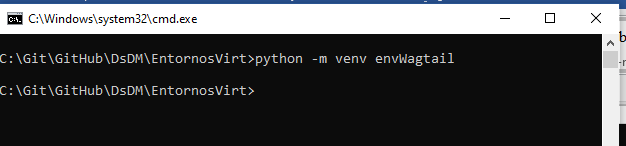 C:\Windows\system32\cmd.exe
C:\Git\GitHub\DsDM\EntornosVirt>python -m venv envWagtail
C:\Git\GitHub\DsDM\EntornosVirt>